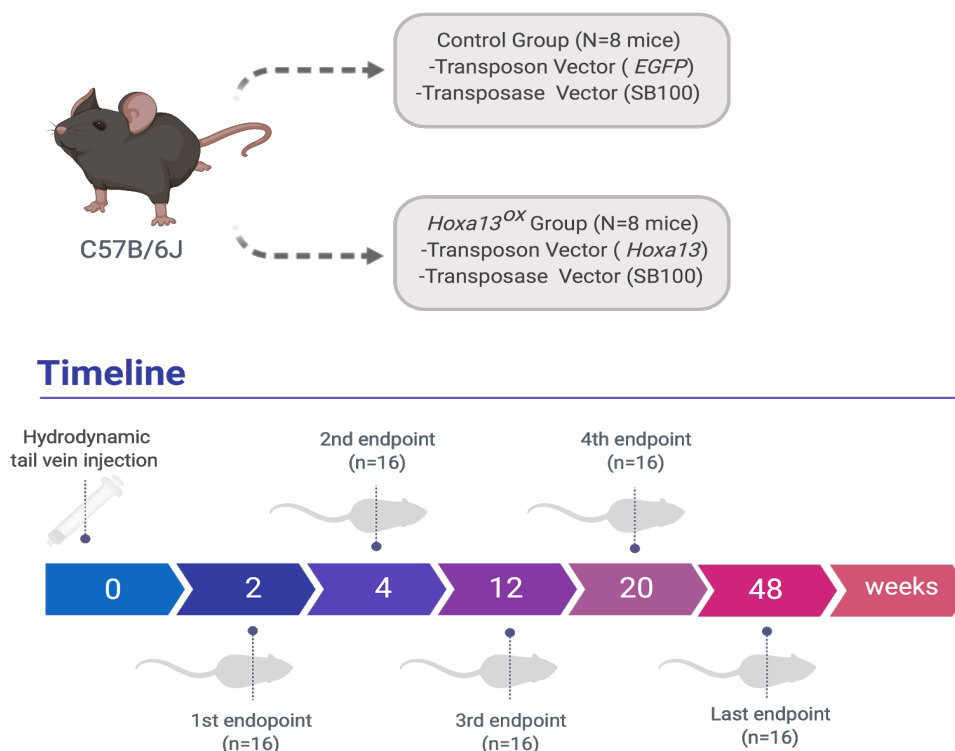 Control Group (N=8 mice)
-Transposon Vector ( EGFP)
-Transposase Vector (SB100)
C57B/6J
Hoxa13ox Group (N=8 mice)
-Transposon Vector ( Hoxa13)
-Transposase Vector (SB100)
Timeline
Hydrodynamic
tail vein injection
2nd endpoint
(n=16)
4th endpoint
(n=16)
0
2
4
12
20
48
weeks
1st endopoint
(n=16)
3rd endpoint
(n=16)
Last endpoint
(n=16)